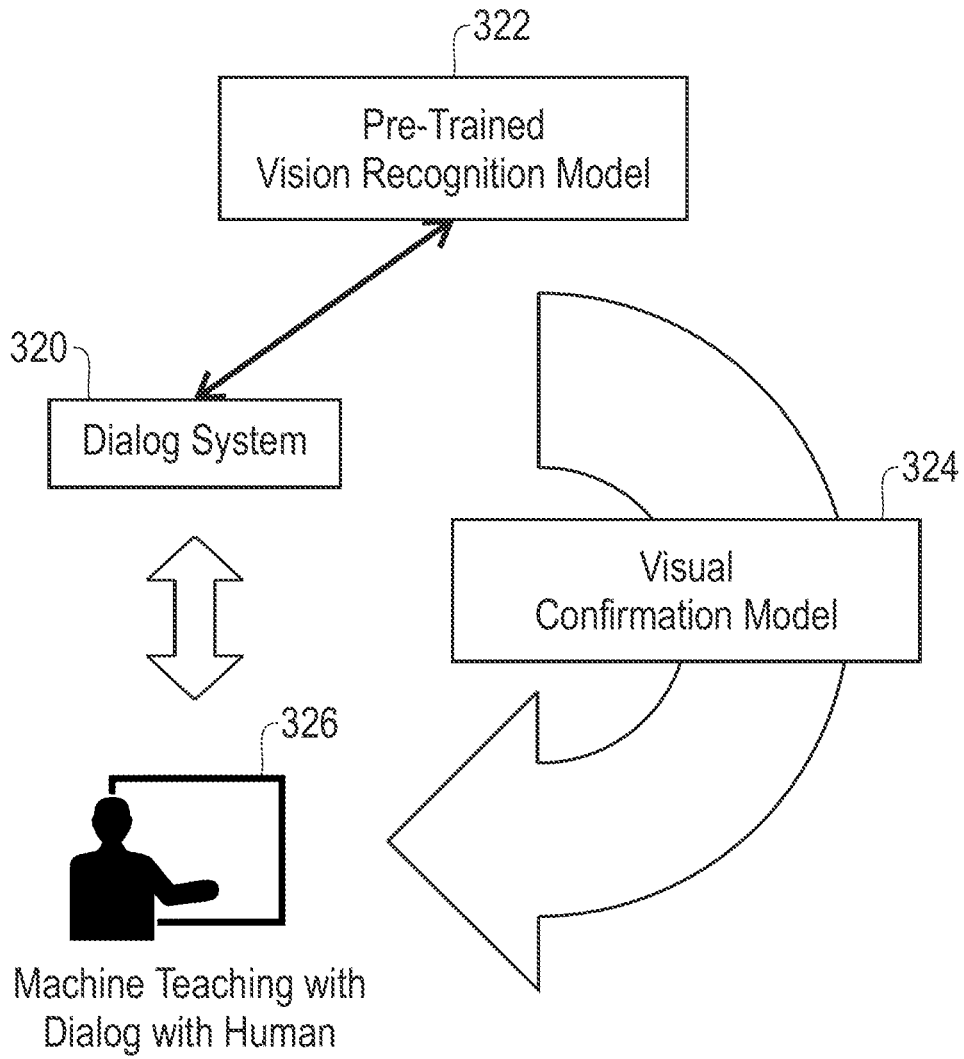 322
Pre-Trained
Vision Recognition Model
320
Dialog System
324
Visual
Confirmation Model
326
Machine Teaching with
Dialog with Human